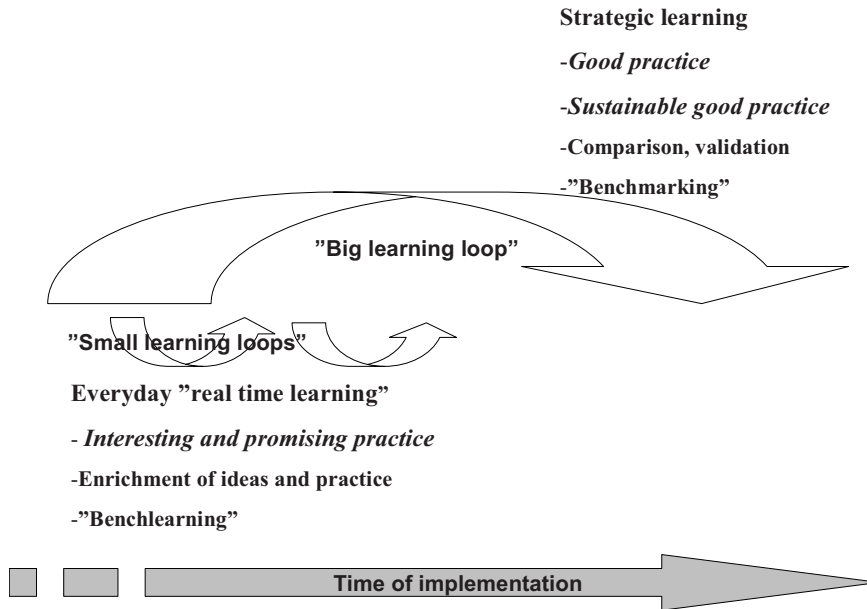 Strategic learning
-Good practice
-Sustainable good practice
-Comparison, validation
-”Benchmarking”
”Big learning loop”
”Small learning loops”
Everyday ”real time learning”
- Interesting and promising practice
-Enrichment of ideas and practice
-”Benchlearning”
Time of implementation